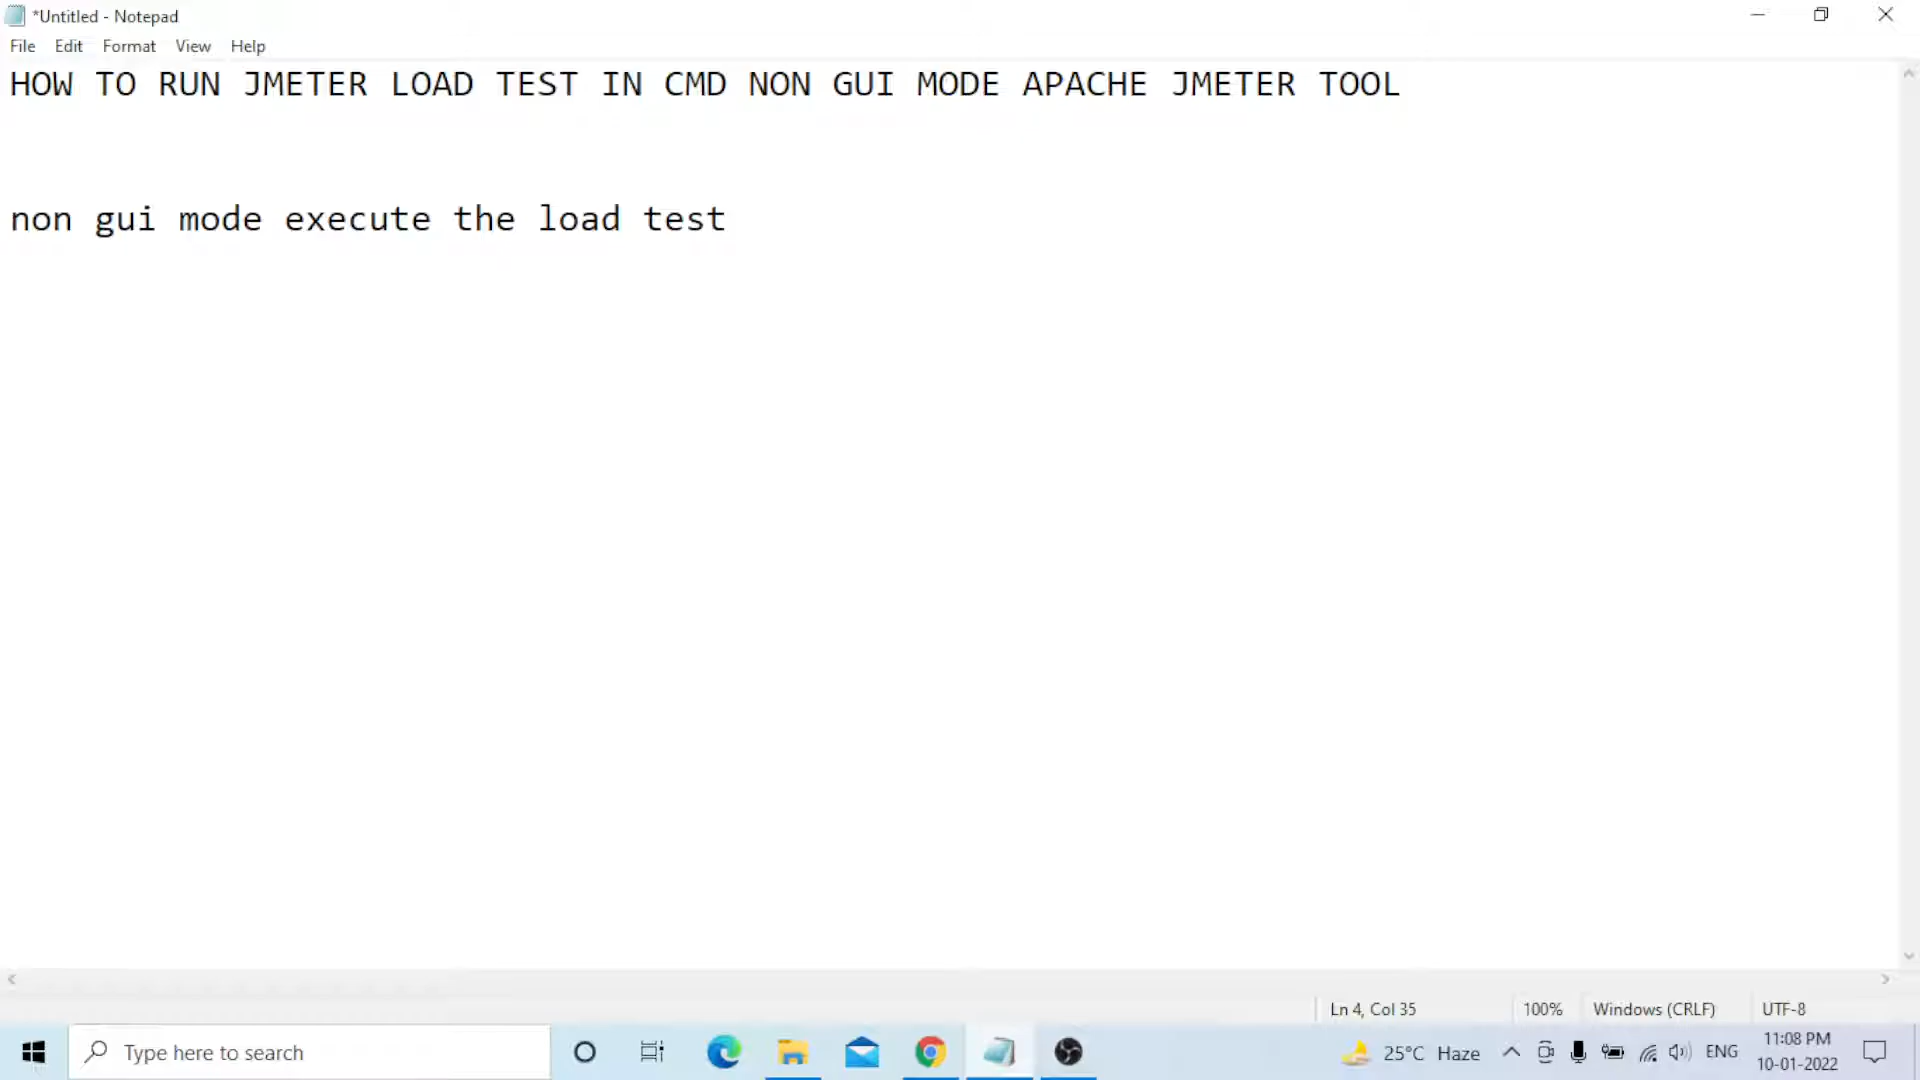 *Untitled - Notepad
File Edit Format View Help
HOW TO RUN JMETER LOAD TEST IN CMD NON GUI MODE APACHE JMETER TOOL
non gui mode execute the load test
Ln 4, Col 35 100% Windows (CRLF) UTF-8
Type here to search 25°C Haze ENG 11:08 PM
10-01-2022